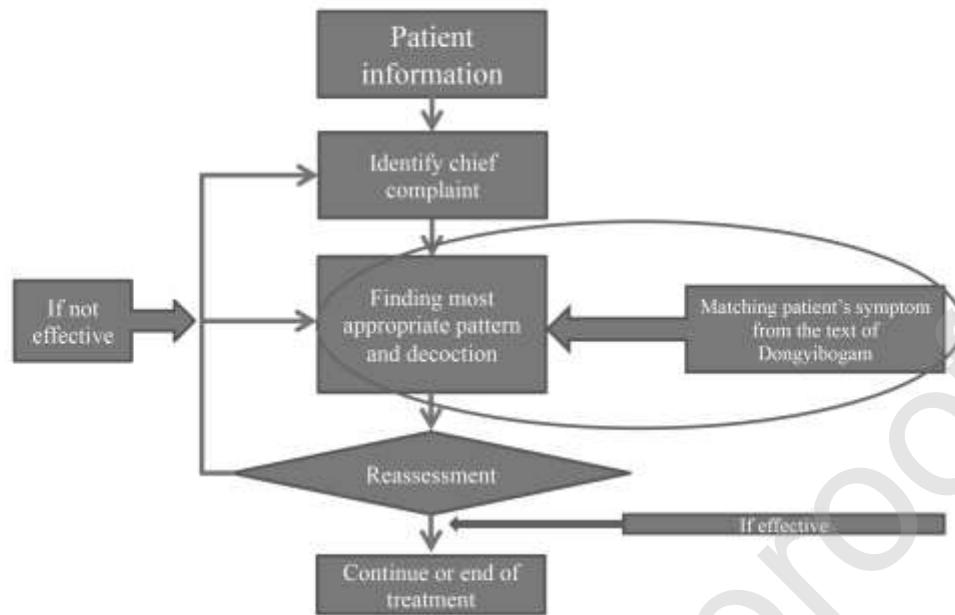 Patient
information
Identify chief
complaint
If not
effective
Finding most
appropriate pattern
and decoction
Matching patient's symptom
from the text of
Dongyibogam
Reassessment
If effective
Continue or end of
treatment